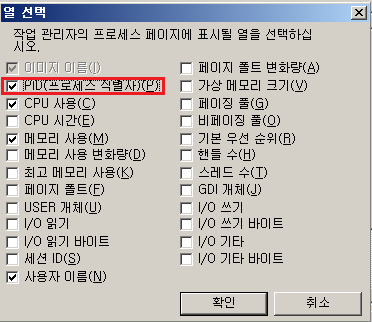 열 선택
작업 관리자의 프로세스 페이지에 표시될 열을 선택하십
시오.
이미지 이름(I)
PID(프로세스 식별자)(P)
CPU 사용(C)
CPU 시간(E)
메모리 사용(M)
메모리 사용 변화량(D)
최고 메모리 사용(K)
페이지 폴트(F)
USER 개체(U)
I/O 읽기
I/O 읽기 바이트
세션 ID(S)
사용자 이름(N)
페이지 폴트 변화량(A)
가상 메모리 크기(V)
페이징 풀(G)
비페이징 풀(O)
기본 우선 순위(R)
핸들 수(H)
스레드 수(T)
GDI 개체(J)
I/O 쓰기
I/O 쓰기 바이트
I/O 기타
I/O 기타 바이트
확인
취소